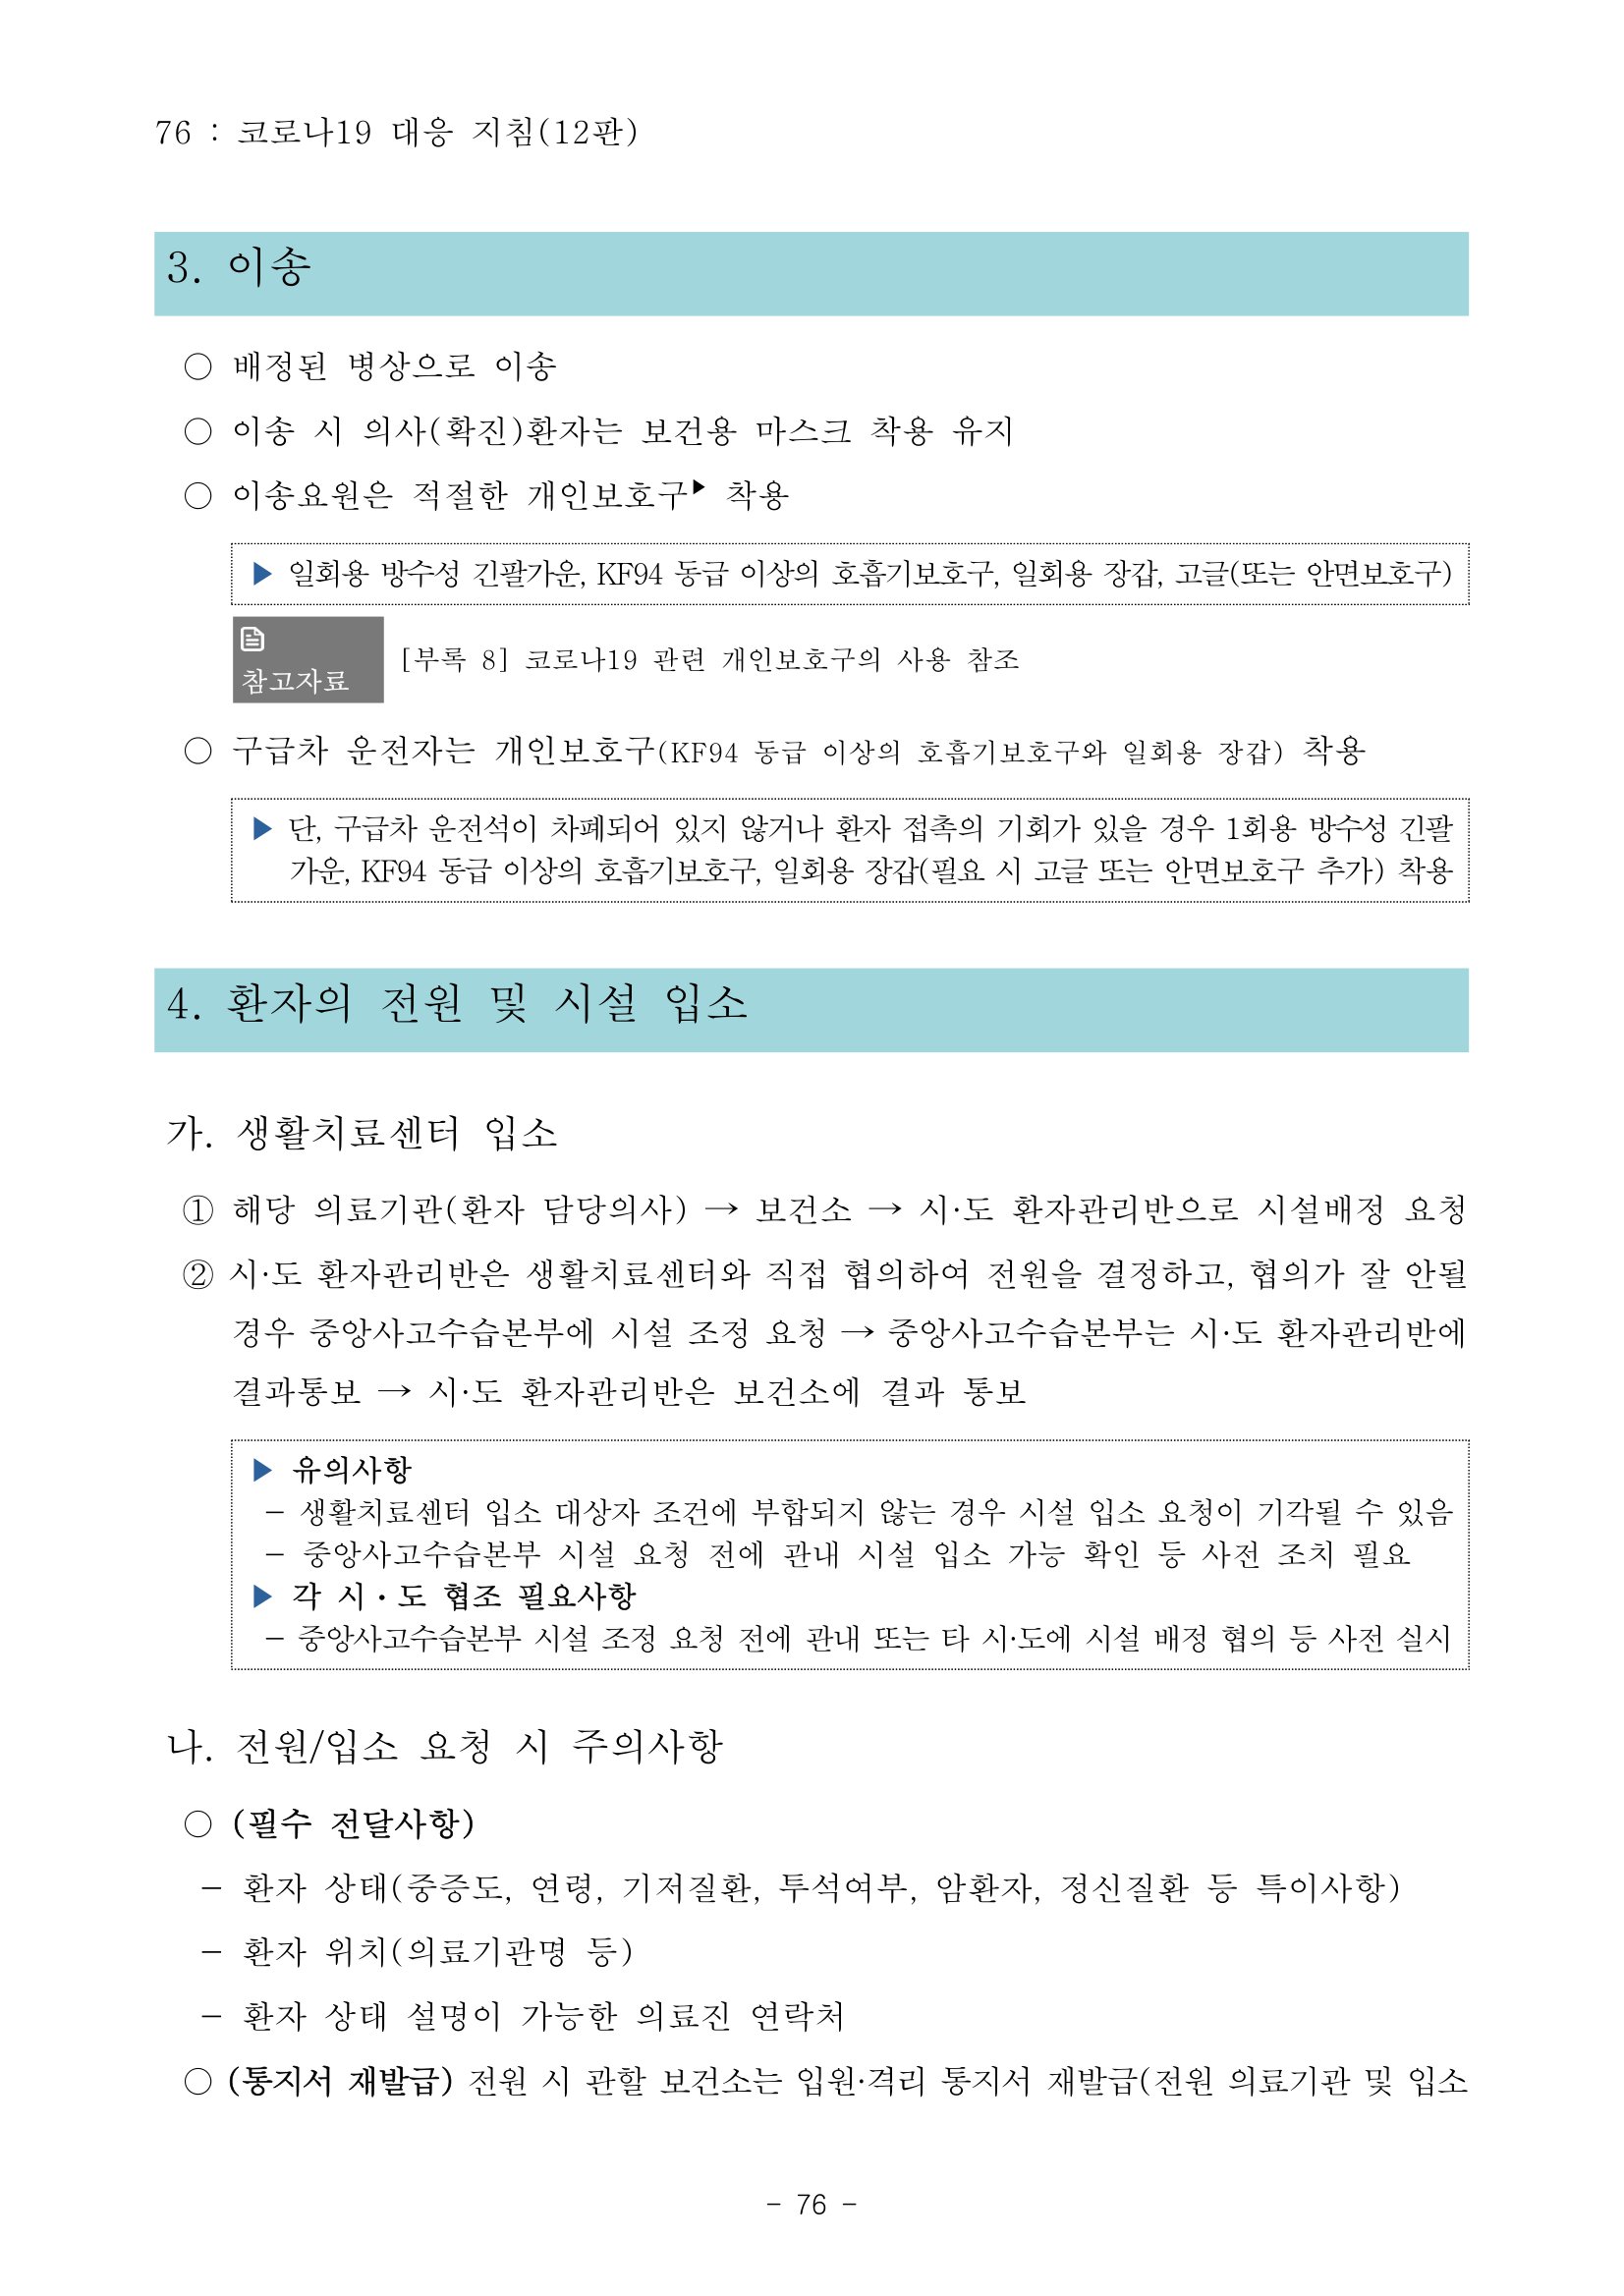 76 : 코로나19 대응 지침(12판)
3. 이송
○ 배정된 병상으로 이송
○ 이송 시 의사(확진)환자는 보건용 마스크 착용 유지
○ 이송요원은 적절한 개인보호구▶ 착용
▶ 일회용 방수성 긴팔가운, KF94 동급 이상의 호흡기보호구, 일회용 장갑, 고글(또는 안면보호구)
참고자료
[부록 8] 코로나19 관련 개인보호구의 사용 참조
○ 구급차 운전자는 개인보호구(KF94 동급 이상의 호흡기보호구와 일회용 장갑) 착용
▶ 단, 구급차 운전석이 차폐되어 있지 않거나 환자 접촉의 기회가 있을 경우 1회용 방수성 긴팔
가운, KF94 동급 이상의 호흡기보호구, 일회용 장갑(필요 시 고글 또는 안면보호구 추가) 착용
4. 환자의 전원 및 시설 입소
가. 생활치료센터 입소
① 해당 의료기관(환자 담당의사) → 보건소 → 시·도 환자관리반으로 시설배정 요청
② 시·도 환자관리반은 생활치료센터와 직접 협의하여 전원을 결정하고, 협의가 잘 안될
경우 중앙사고수습본부에 시설 조정 요청 → 중앙사고수습본부는 시·도 환자관리반에
결과통보 → 시·도 환자관리반은 보건소에 결과 통보
▶ 유의사항
- 생활치료센터 입소 대상자 조건에 부합되지 않는 경우 시설 입소 요청이 기각될 수 있음
- 중앙사고수습본부 시설 요청 전에 관내 시설 입소 가능 확인 등 사전 조치 필요
▶ 각 시·도 협조 필요사항
- 중앙사고수습본부 시설 조정 요청 전에 관내 또는 타 시·도에 시설 배정 협의 등 사전 실시
나. 전원/입소 요청 시 주의사항
○ (필수 전달사항)
- 환자 상태(중증도, 연령, 기저질환, 투석여부, 암환자, 정신질환 등 특이사항)
- 환자 위치(의료기관명 등)
- 환자 상태 설명이 가능한 의료진 연락처
○ (통지서 재발급) 전원 시 관할 보건소는 입원·격리 통지서 재발급(전원 의료기관 및 입소
- 76 -